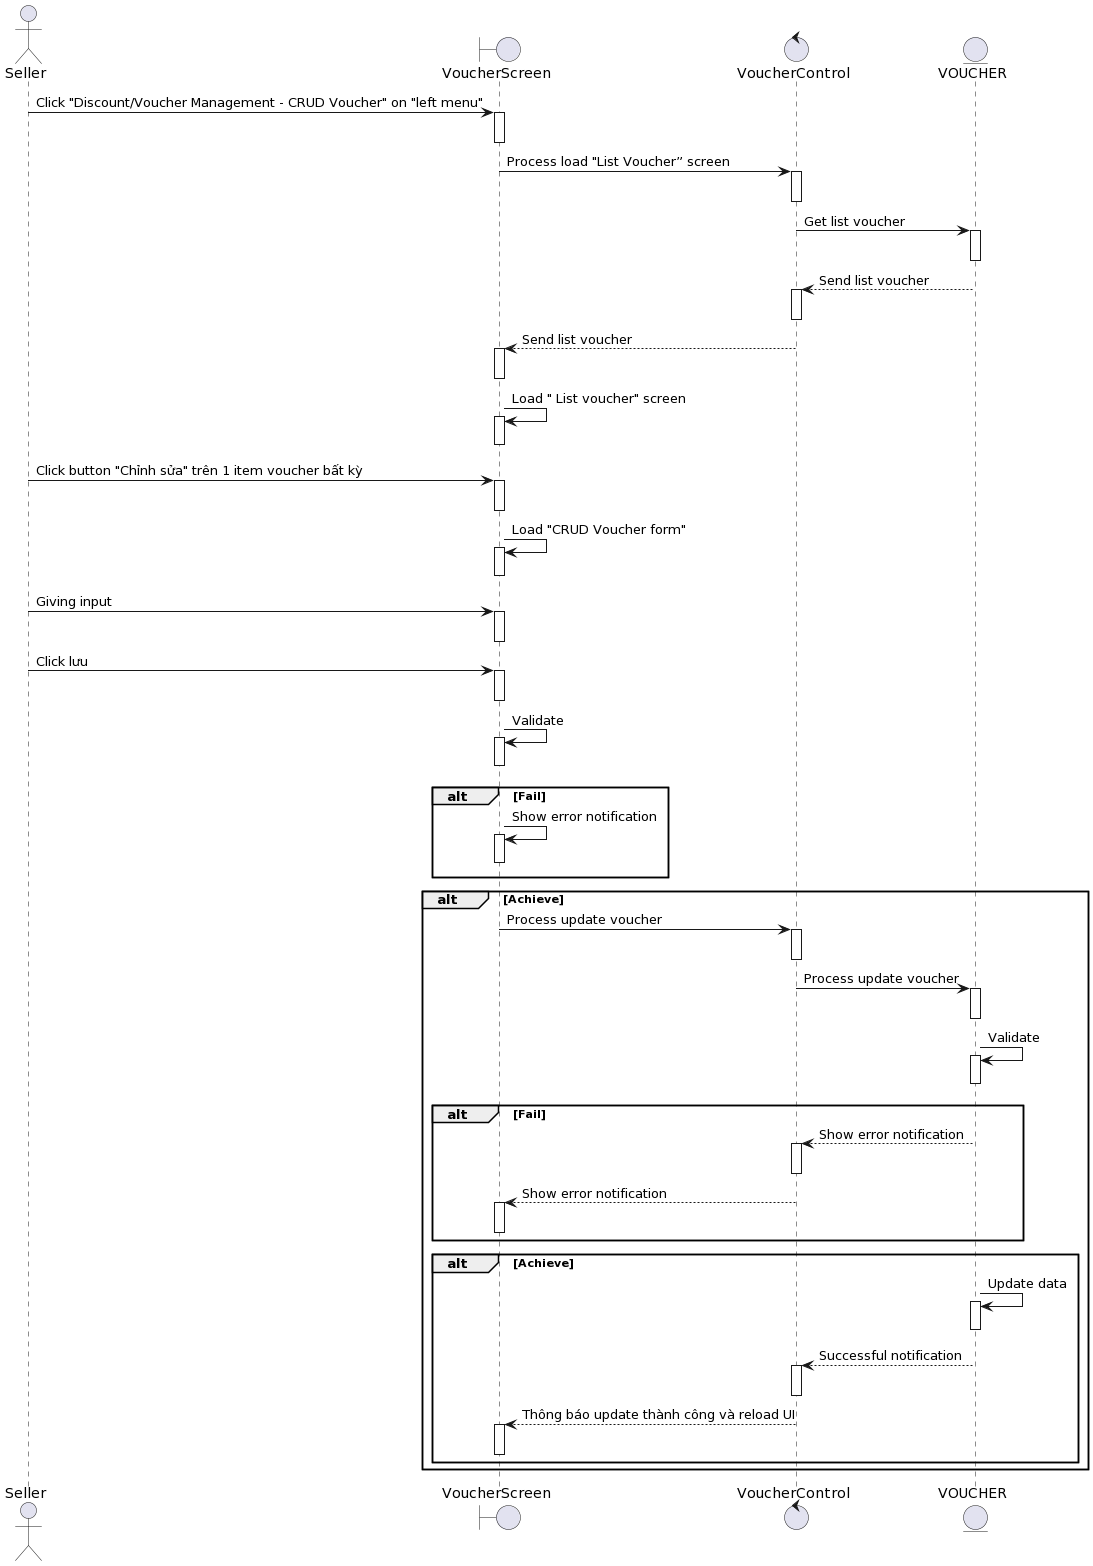 Seller
VoucherScreen
VoucherControl
VOUCHER
Click "Discount/Voucher Management - CRUD Voucher" on "left menu"
Process load "List Voucher” screen
Get list voucher
Send list voucher
Send list voucher
Load " List voucher" screen
Click button "Chỉnh sửa" trên 1 item voucher bất kỳ
Load "CRUD Voucher form"
Giving input
Click lưu
Validate
alt [Fail]
Show error notification
alt [Achieve]
Process update voucher
Process update voucher
Validate
alt [Fail]
Show error notification
Show error notification
alt [Achieve]
Update data
Successful notification
Thông báo update thành công và reload UI
Seller
VoucherScreen
VoucherControl
VOUCHER